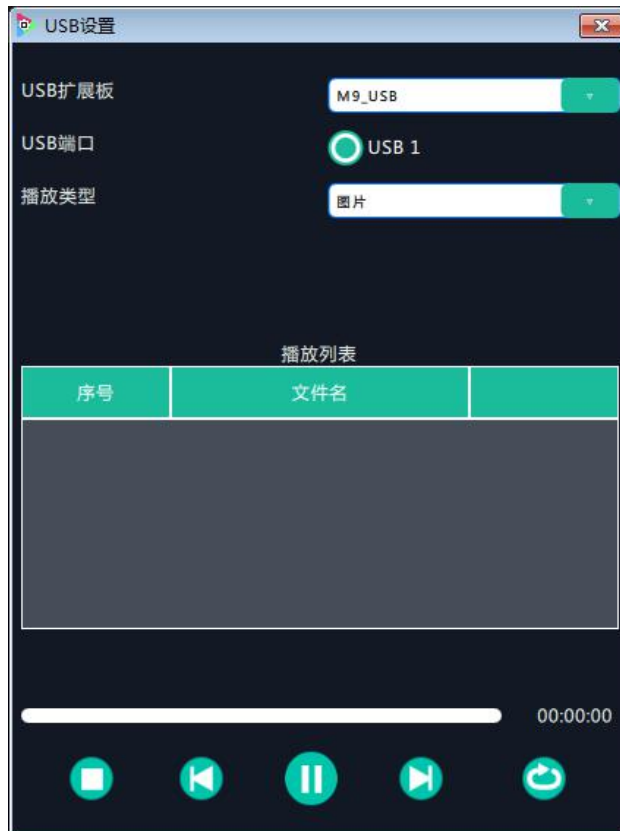 USB设置
USB扩展板
M9_USB
USB端口
USB 1
播放类型
图片
播放列表
序号 文件名
00:00:00